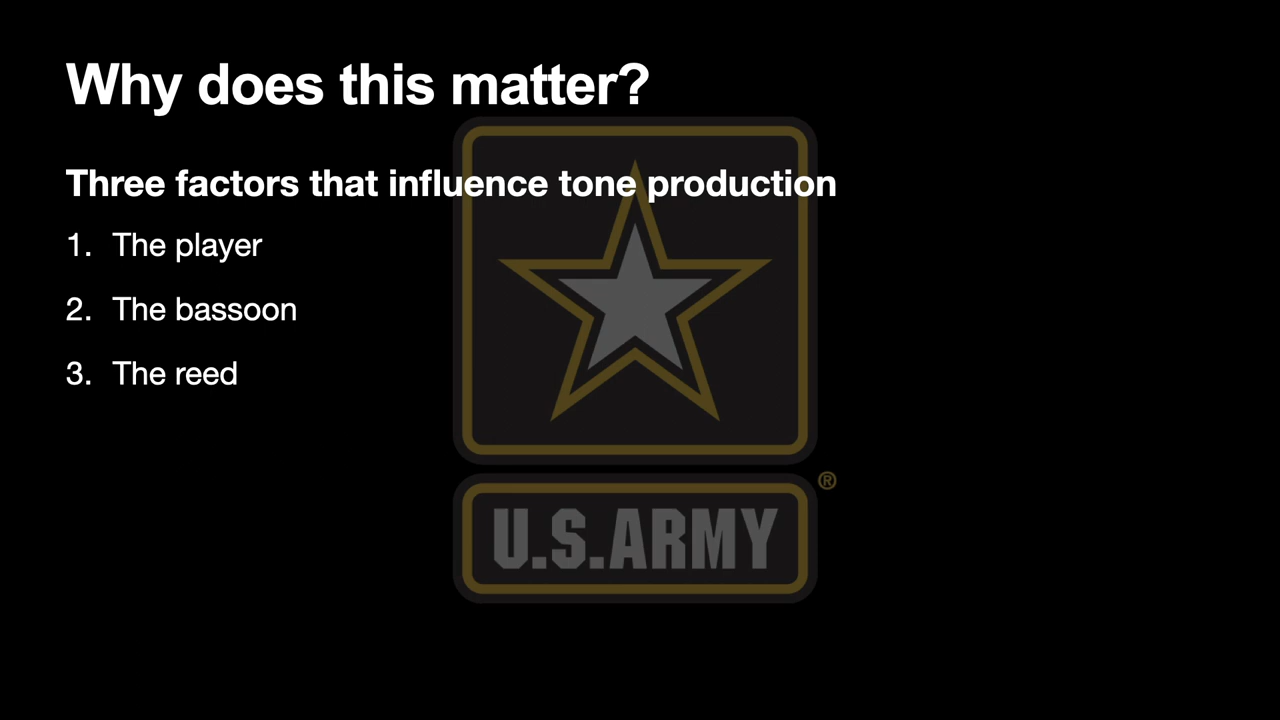 Why does this matter?
Three factors that influence tone production
1. The player
2. The bassoon
3. The reed
®
U.S.ARMY